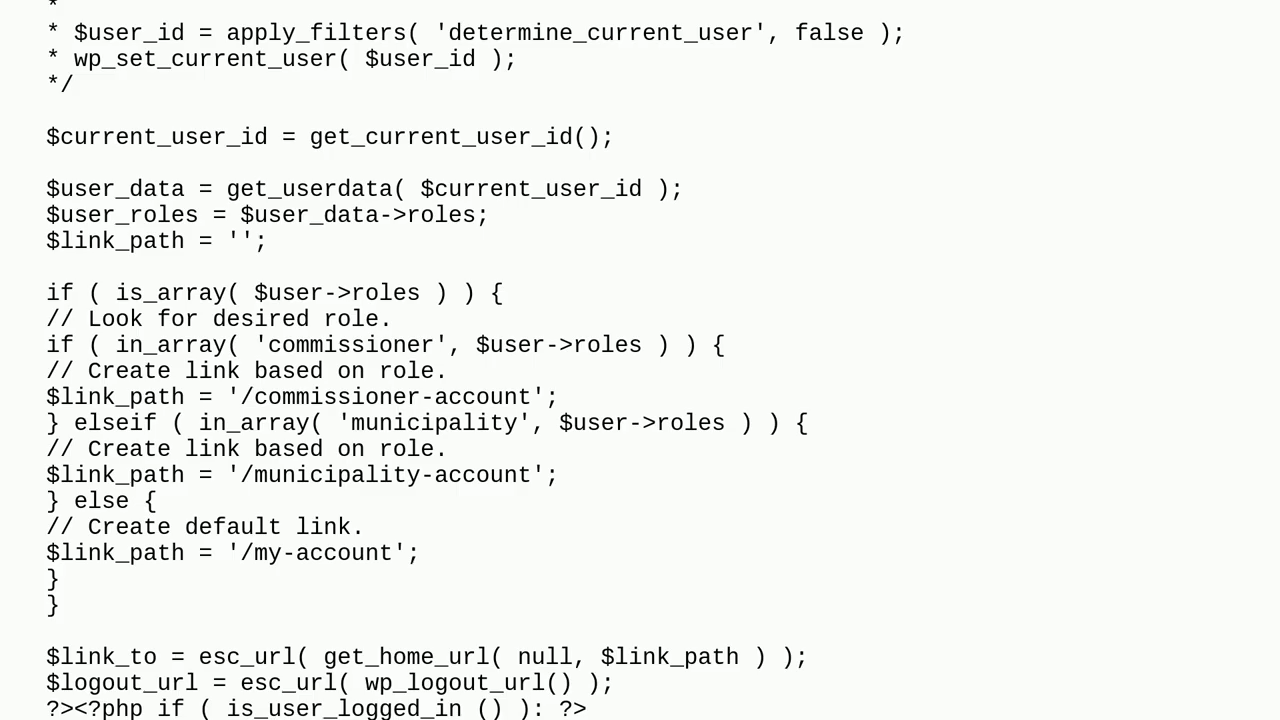 *
* $user_id = apply_filters( 'determine_current_user', false );
* wp_set_current_user( $user_id );
*/
$current_user_id = get_current_user_id();
$user_data = get_userdata( $current_user_id );
$user_roles = $user_data->roles;
$link_path = '';
if ( is_array( $user->roles ) ) {
// Look for desired role.
if ( in_array( 'commissioner', $user->roles ) ) {
// Create link based on role.
$link_path = '/commissioner-account';
} elseif ( in_array( 'municipality', $user->roles ) ) {
// Create link based on role.
$link_path = '/municipality-account';
} else {
// Create default link.
$link_path = '/my-account';
}
}
$link_to = esc_url( get_home_url( null, $link_path ) );
$logout_url = esc_url( wp_logout_url() );
?><?php if ( is_user_logged_in () ): ?>